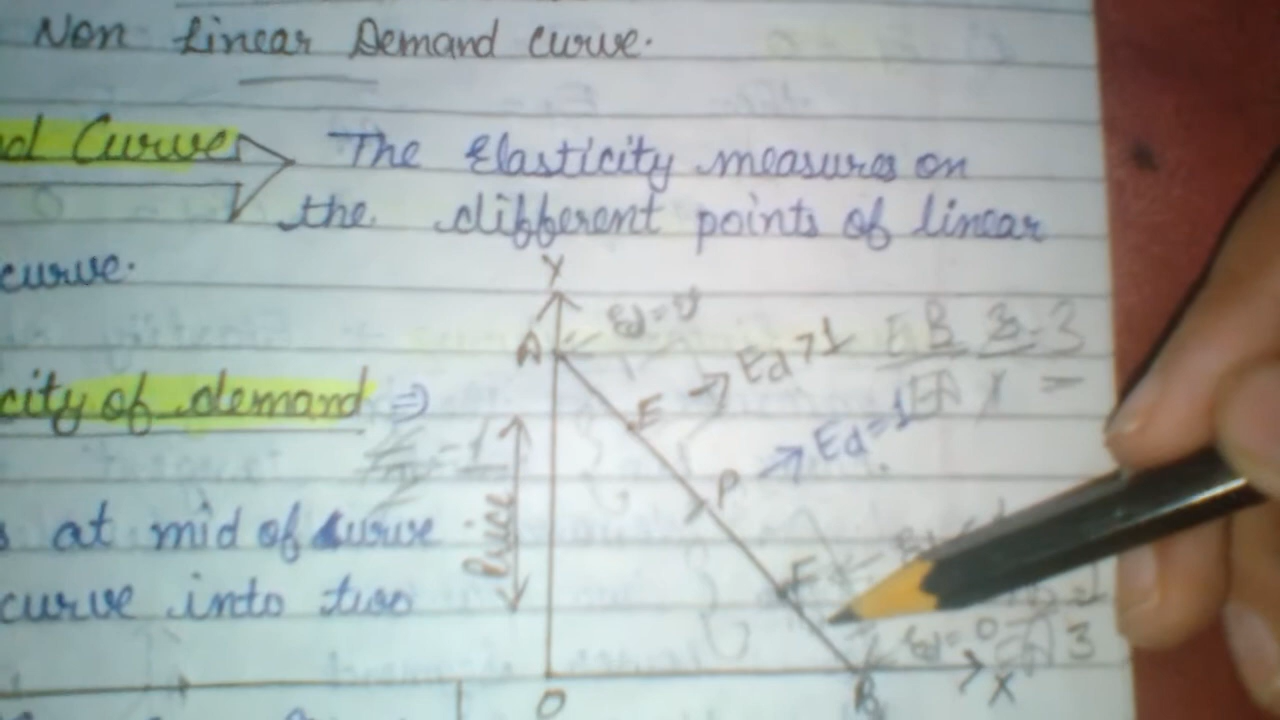 Non Linear Demand Curve.
d Curve The Elasticity measures on
the different points of linear
curve.
Y
A
E Ed>1
city of demand
P Ed=1
Price
s at mid of curve
F
curve into two
Ed=0
3
O B X